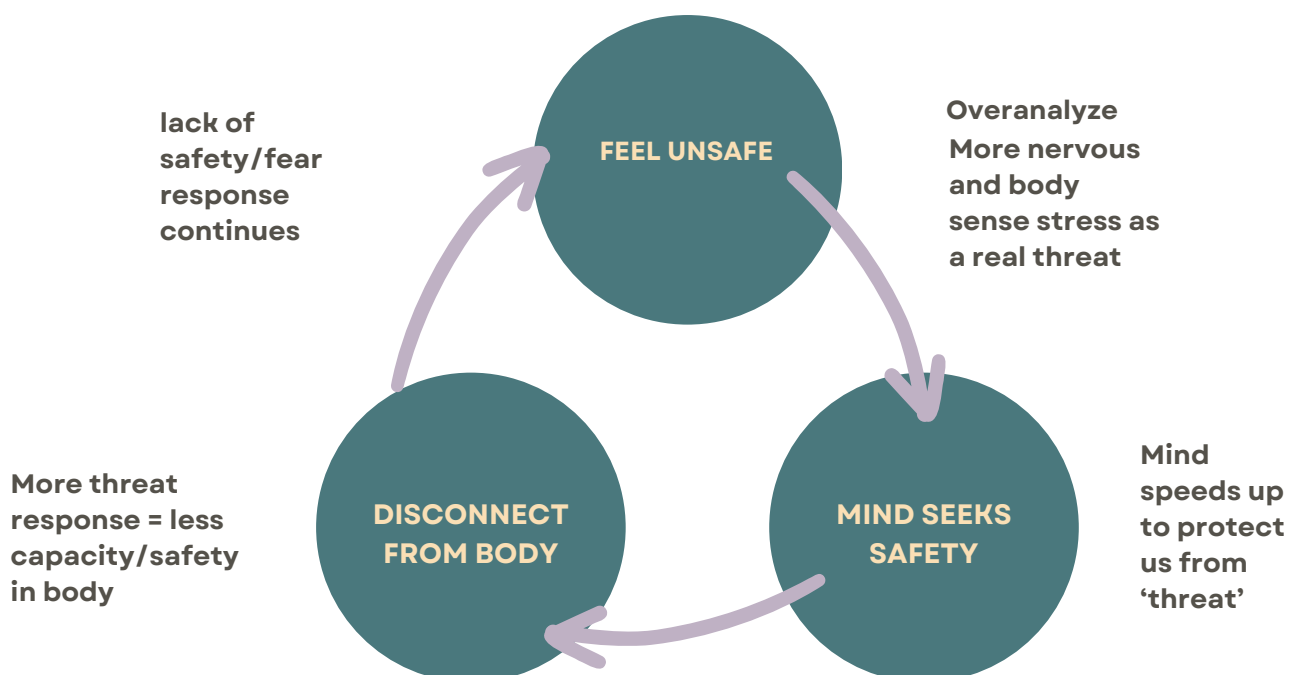 FEEL UNSAFE
Overanalyze
More nervous
and body
sense stress as
a real threat
MIND SEEKS
SAFETY
Mind
speeds up
to protect
us from
‘threat’
DISCONNECT
FROM BODY
More threat
response = less
capacity/safety
in body
lack of
safety/fear
response
continues